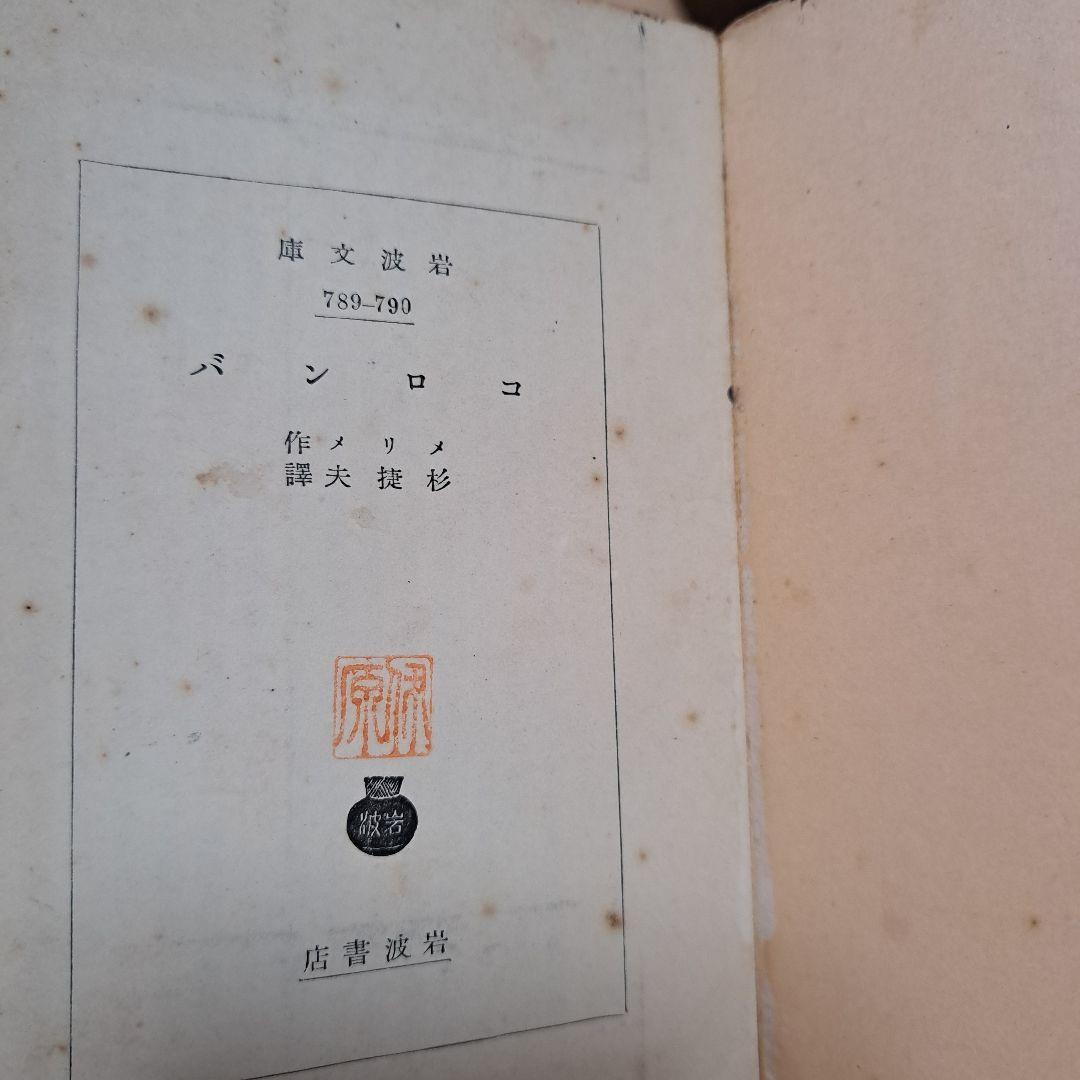 岩波文庫
789–790
コロンバ
メリメ作
杉捷夫譯
原
岩波
岩波書店